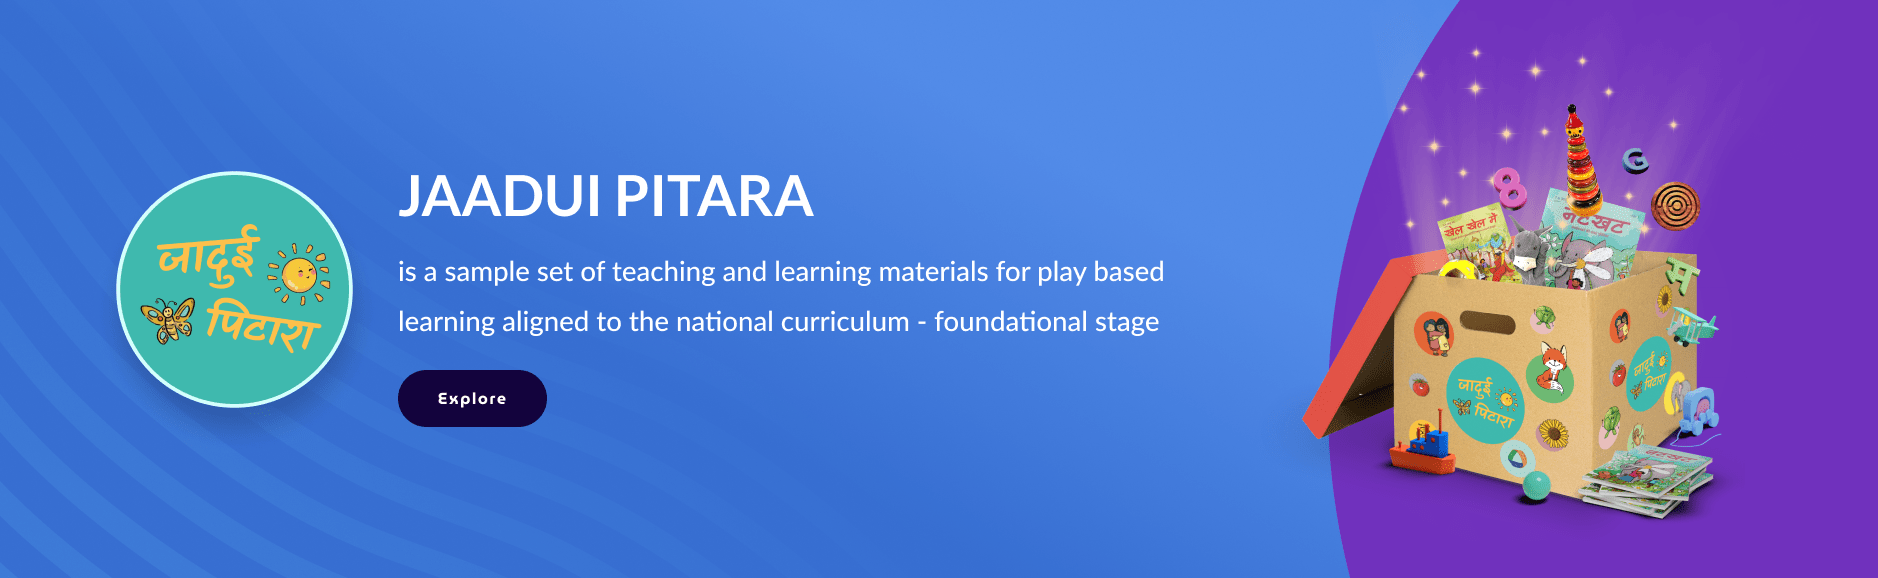 जादुई
पिटारा
JAADUI PITARA
is a sample set of teaching and learning materials for play based
learning aligned to the national curriculum - foundational stage
Explore
8
G
खेल खेल में
नटखट
म
जादुई
पिटारा
जादुई
पिटारा
नटखट